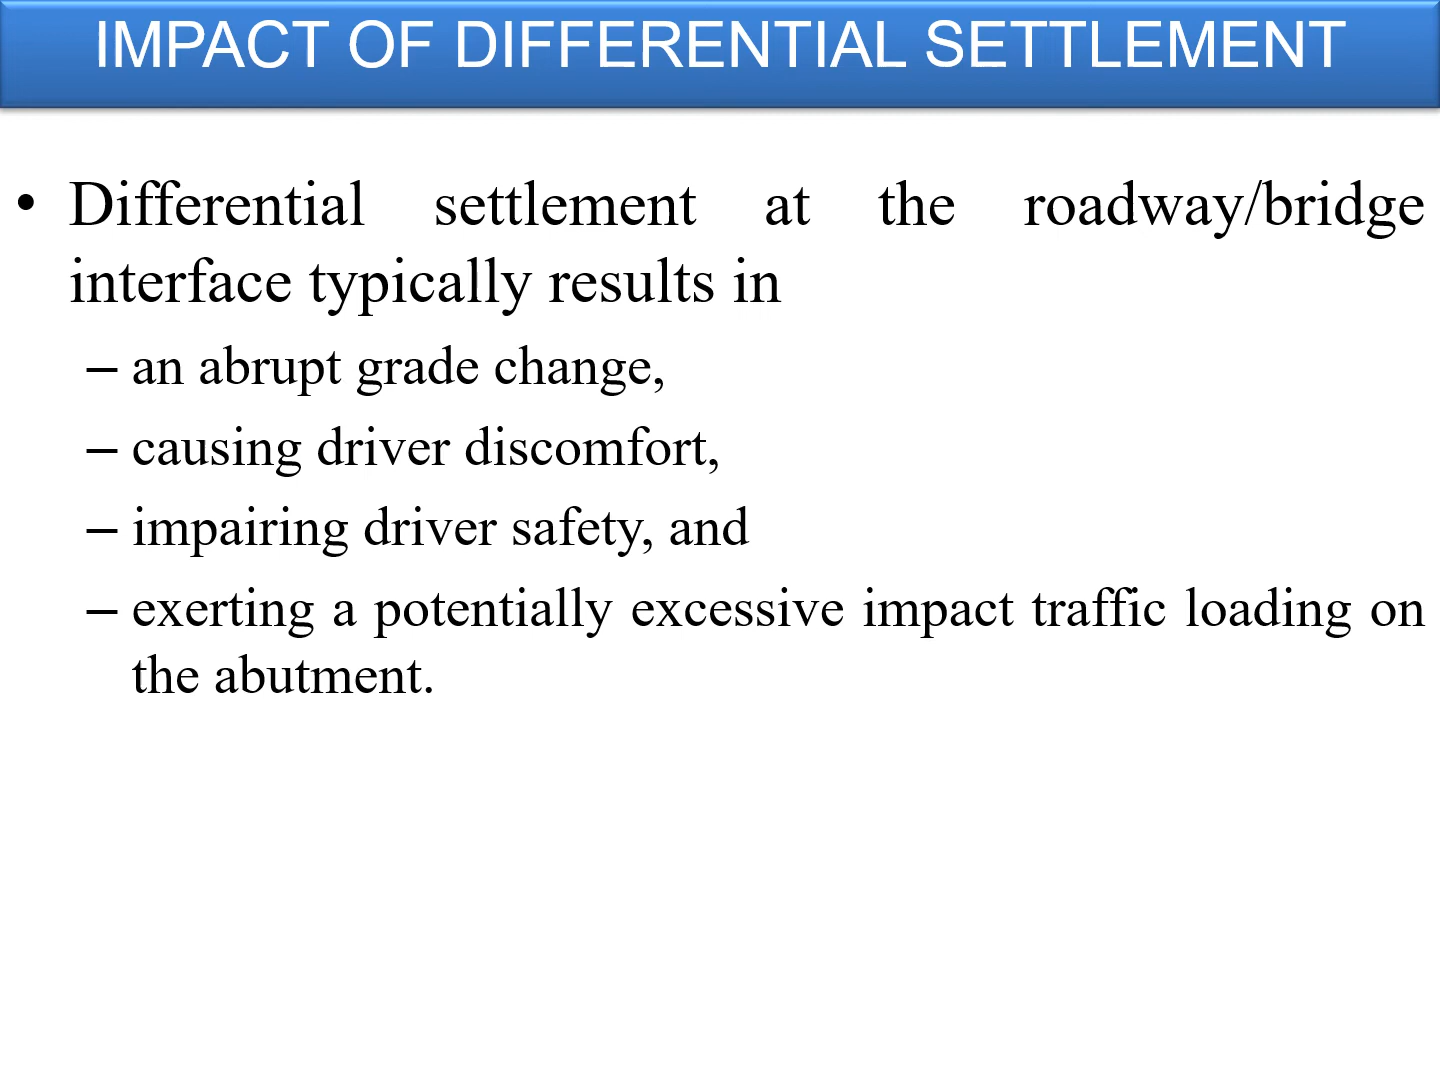 IMPACT OF DIFFERENTIAL SETTLEMENT
• Differential settlement at the roadway/bridge
interface typically results in
– an abrupt grade change,
– causing driver discomfort,
– impairing driver safety, and
– exerting a potentially excessive impact traffic loading on
the abutment.